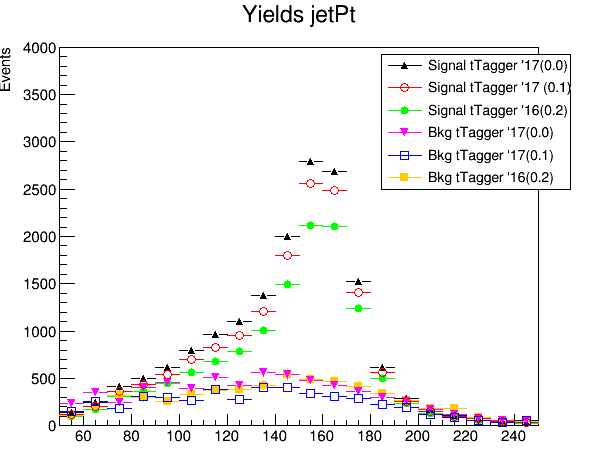 Yields jetPt
Events
4000
3500
3000
2500
2000
1500
1000
500
0
60 80 100 120 140 160 180 200 220 240
Signal tTagger '17(0.0)
Signal tTagger '17 (0.1)
Signal tTagger '16(0.2)
Bkg tTagger '17(0.0)
Bkg tTagger '17(0.1)
Bkg tTagger '16(0.2)